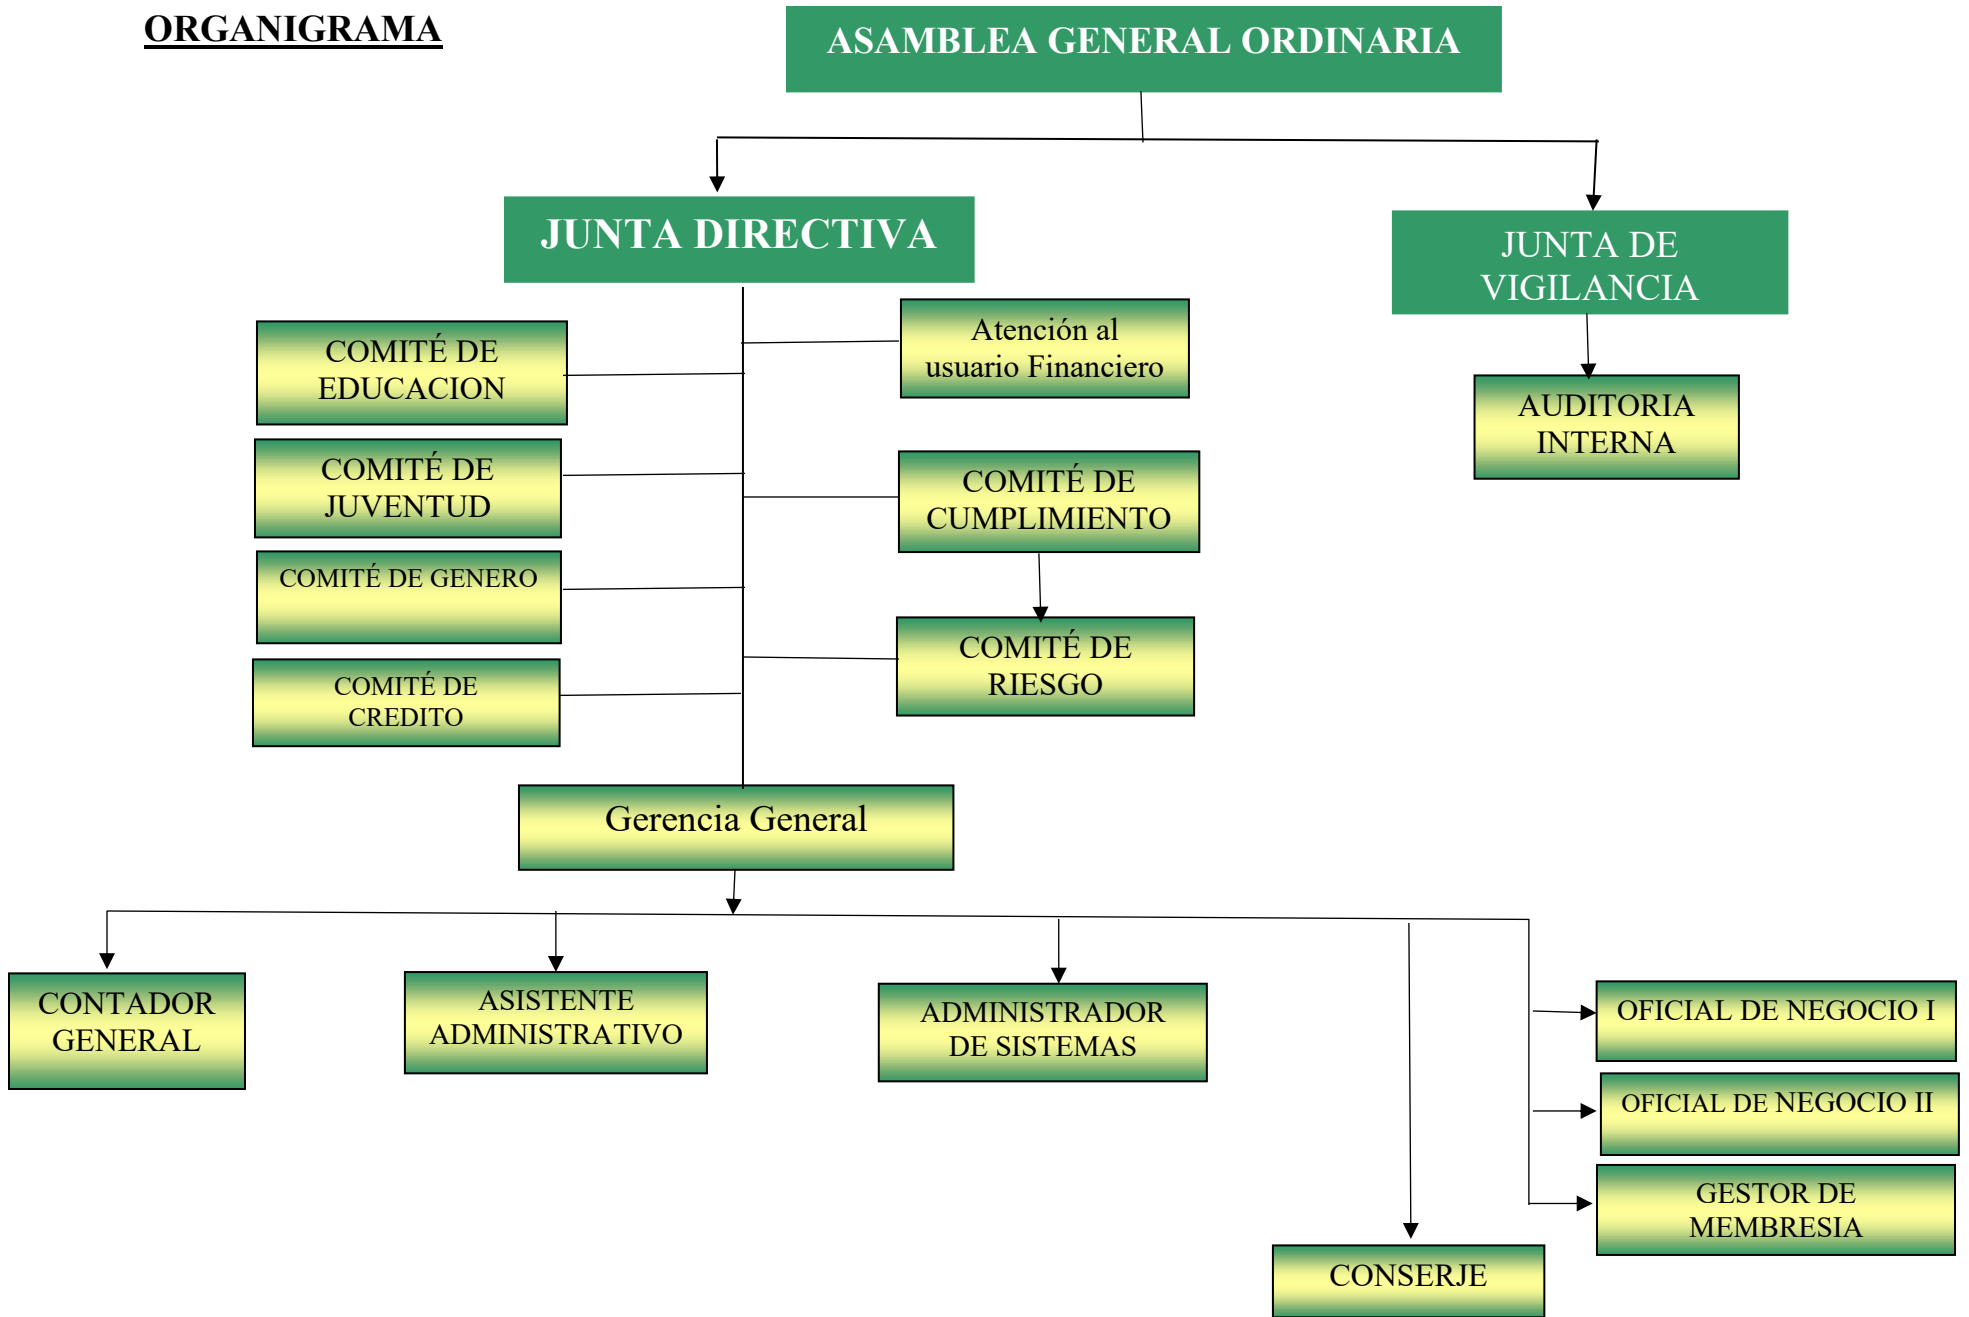 ORGANIGRAMA
ASAMBLEA GENERAL ORDINARIA
JUNTA DIRECTIVA
JUNTA DE
VIGILANCIA
COMITÉ DE
EDUCACION
Atención al
usuario Financiero
AUDITORIA
INTERNA
COMITÉ DE
JUVENTUD
COMITÉ DE
CUMPLIMIENTO
COMITÉ DE GENERO
COMITÉ DE
RIESGO
COMITÉ DE
CREDITO
Gerencia General
CONTADOR
GENERAL
ASISTENTE
ADMINISTRATIVO
ADMINISTRADOR
DE SISTEMAS
OFICIAL DE NEGOCIO I
OFICIAL DE NEGOCIO II
GESTOR DE
MEMBRESIA
CONSERJE